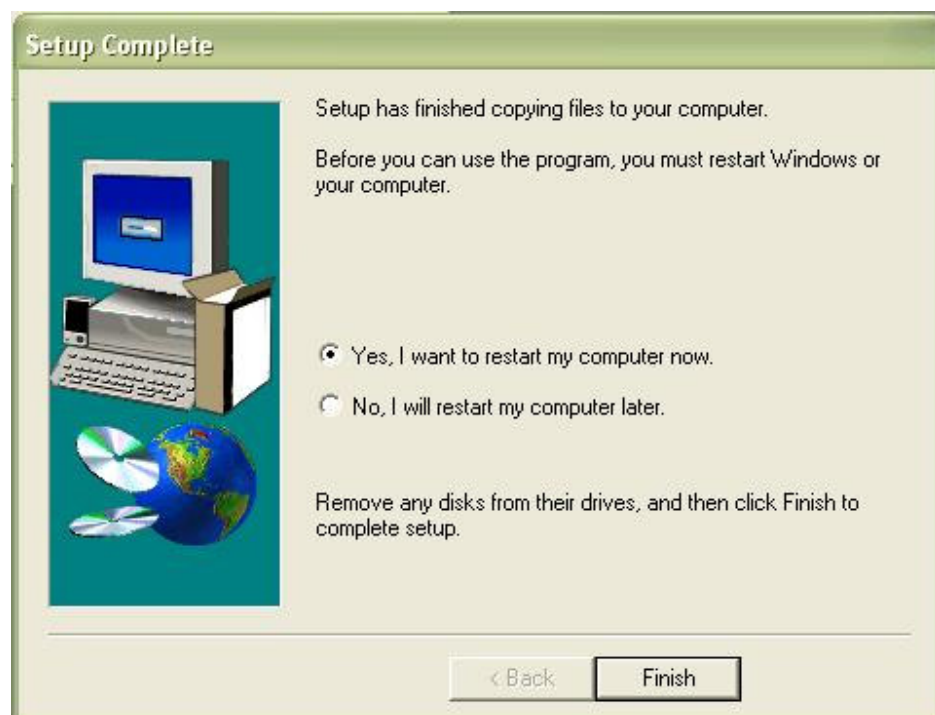 Setup Complete
Setup has finished copying files to your computer.
Before you can use the program, you must restart Windows or
your computer.
Yes, I want to restart my computer now.
No, I will restart my computer later.
Remove any disks from their drives, and then click Finish to
complete setup.
< Back
Finish